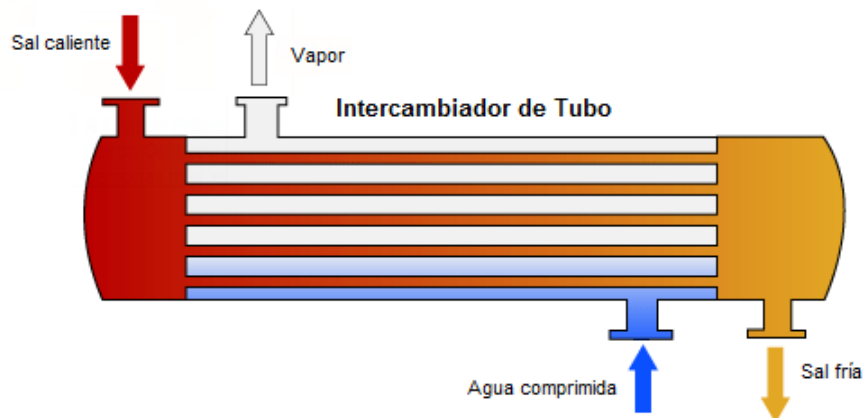 Sal caliente
Vapor
Intercambiador de Tubo
Agua comprimida
Sal fría